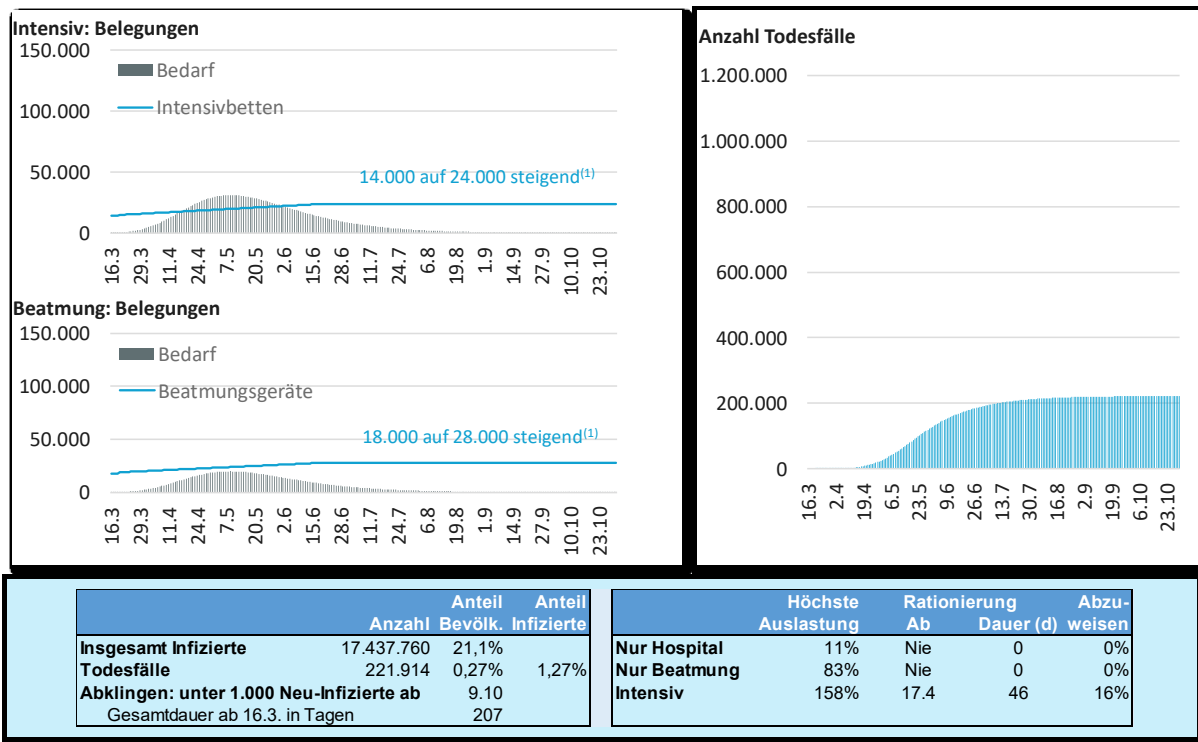 Intensiv: Belegungen
150.000
100.000
50.000
0
Bedarf
Intensivbetten
14.000 auf 24.000 steigend(1)
16.3 29.3 11.4 24.4 7.5 20.5 2.6 15.6 28.6 11.7 24.7 6.8 19.8 1.9 14.9 27.9 10.10 23.10
Beatmung: Belegungen
150.000
100.000
50.000
0
Bedarf
Beatmungsgeräte
18.000 auf 28.000 steigend(1)
16.3 29.3 11.4 24.4 7.5 20.5 2.6 15.6 28.6 11.7 24.7 6.8 19.8 1.9 14.9 27.9 10.10 23.10
Anzahl Todesfälle
1.200.000
1.000.000
800.000
600.000
400.000
200.000
0
16.3 2.4 19.4 6.5 23.5 9.6 26.6 13.7 30.7 16.8 2.9 19.9 6.10 23.10
Anteil Anteil
Anzahl Bevölk. Infizierte
Insgesamt Infizierte 17.437.760 21,1%
Todesfälle 221.914 0,27% 1,27%
Abklingen: unter 1.000 Neu-Infizierte ab 9.10
Gesamtdauer ab 16.3. in Tagen 207
Höchste Rationierung Abzu-
Auslastung Ab Dauer (d) weisen
Nur Hospital 11% Nie 0 0%
Nur Beatmung 83% Nie 0 0%
Intensiv 158% 17.4 46 16%